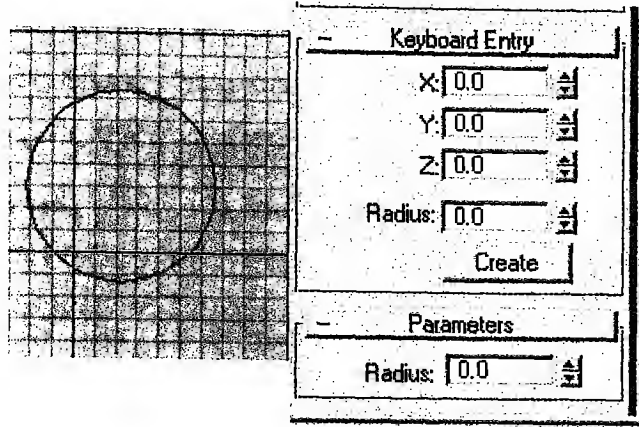 - Keyboard Entry
X: 0.0
Y: 0.0
Z: 0.0
Radius: 0.0
Create
- Parameters
Radius: 0.0